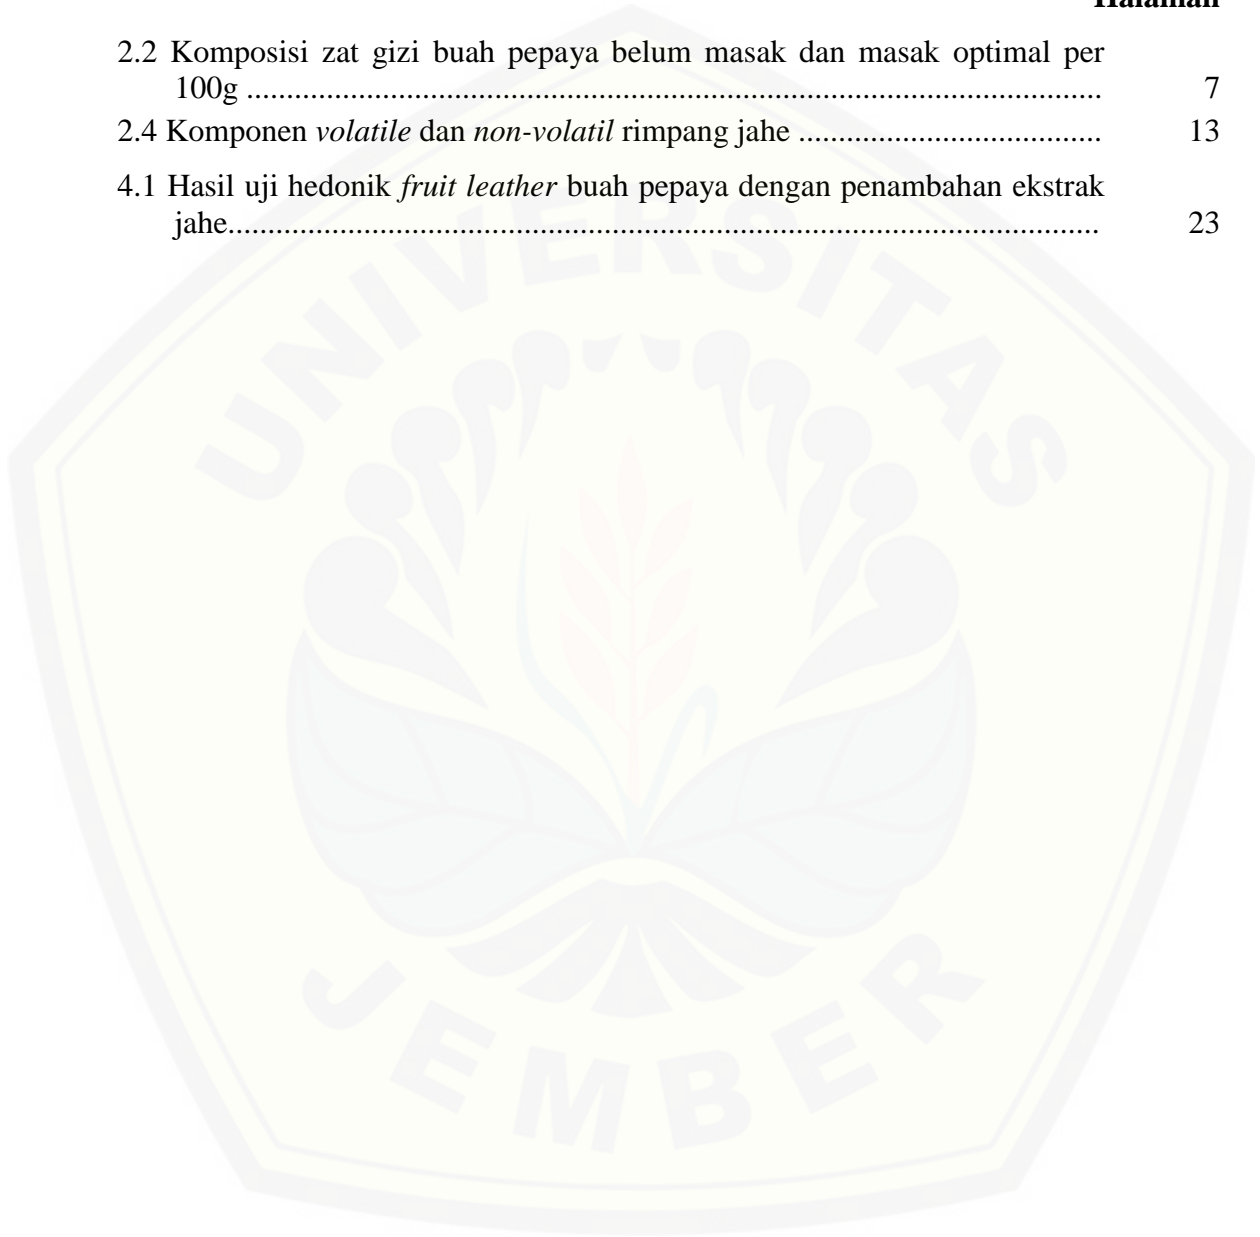 Halaman
2.2 Komposisi zat gizi buah pepaya belum masak dan masak optimal per
100g ........................................................................................................... 7
2.4 Komponen volatile dan non-volatil rimpang jahe ...................................... 13
4.1 Hasil uji hedonik fruit leather buah pepaya dengan penambahan ekstrak
jahe............................................................................................................. 23
UNIVERSITAS
JEMBER